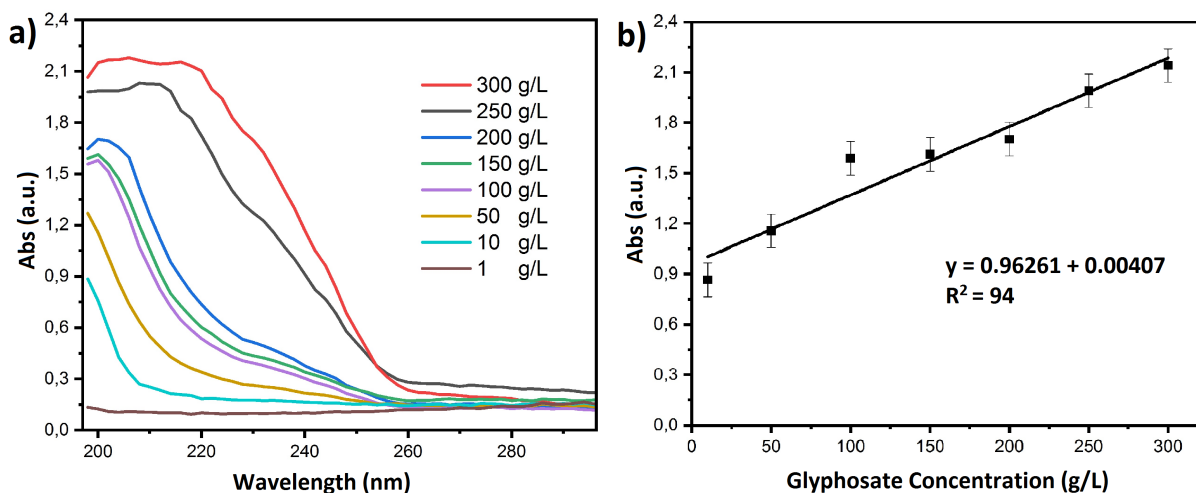 a)
2,4
2,1
1,8
1,5
1,2
0,9
0,6
0,3
0,0
Abs (a.u.)
300 g/L
250 g/L
200 g/L
150 g/L
100 g/L
50 g/L
10 g/L
1 g/L
200 220 240 260 280
Wavelength (nm)
b)
2,4
2,1
1,8
1,5
1,2
0,9
0,6
0,3
0,0
Abs (a.u.)
y = 0.96261 + 0.00407
R² = 94
0 50 100 150 200 250 300
Glyphosate Concentration (g/L)